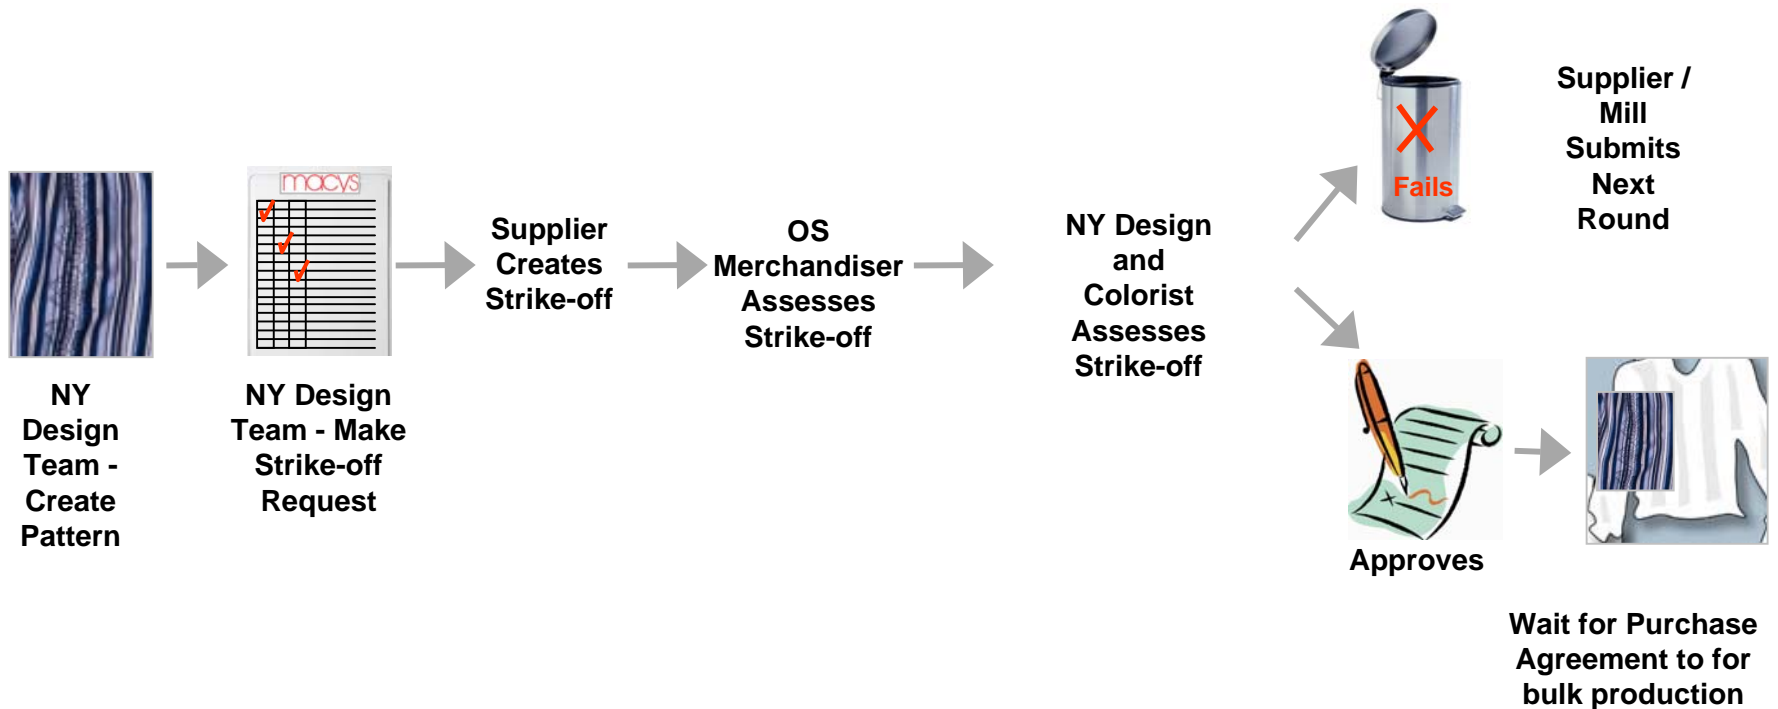 NY
Design
Team -
Create
Pattern
macys
NY Design
Team - Make
Strike-off
Request
Supplier
Creates
Strike-off
OS
Merchandiser
Assesses
Strike-off
NY Design
and
Colorist
Assesses
Strike-off
Fails
Supplier /
Mill
Submits
Next
Round
Approves
Wait for Purchase
Agreement to for
bulk production